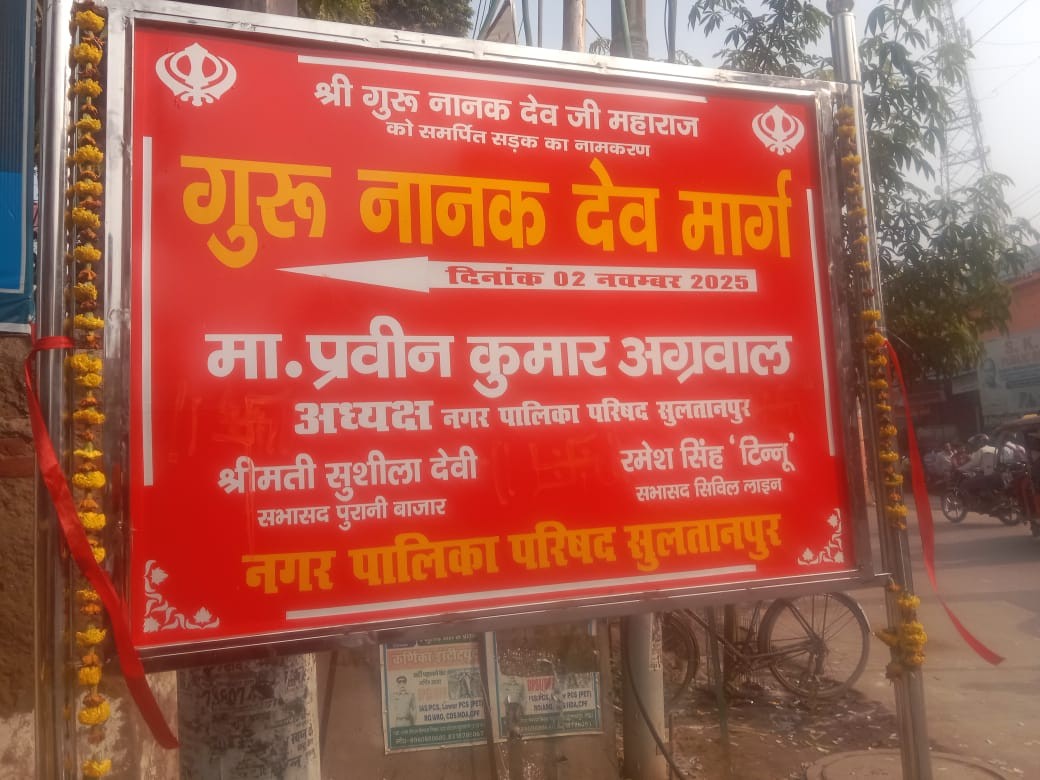 श्री गुरू नानक देव जी महाराज
को समर्पित सड़क का नामकरण
गुरू नानक देव मार्ग
दिनांक 02 नवम्बर 2025
मा. प्रवीन कुमार अग्रवाल
अध्यक्ष नगर पालिका परिषद सुलतानपुर
श्रीमती सुशीला देवी
सभासद पुरानी बाजार
रमेश सिंह 'टिन्नू'
सभासद सिविल लाइन
नगर पालिका परिषद सुलतानपुर